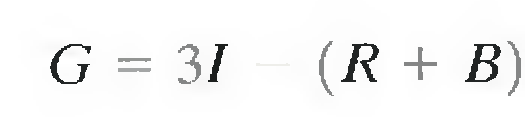 G = 3I − (R + B)